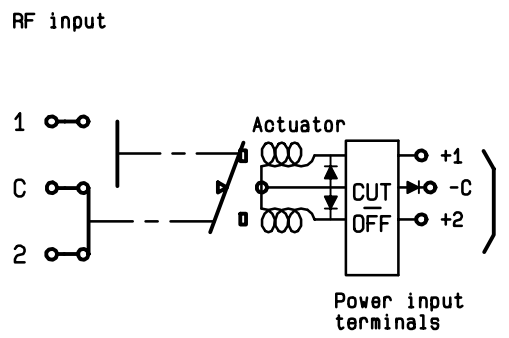 RF input
Actuator
1
+1
C
CUT
-C
OFF
+2
2
Power input
terminals